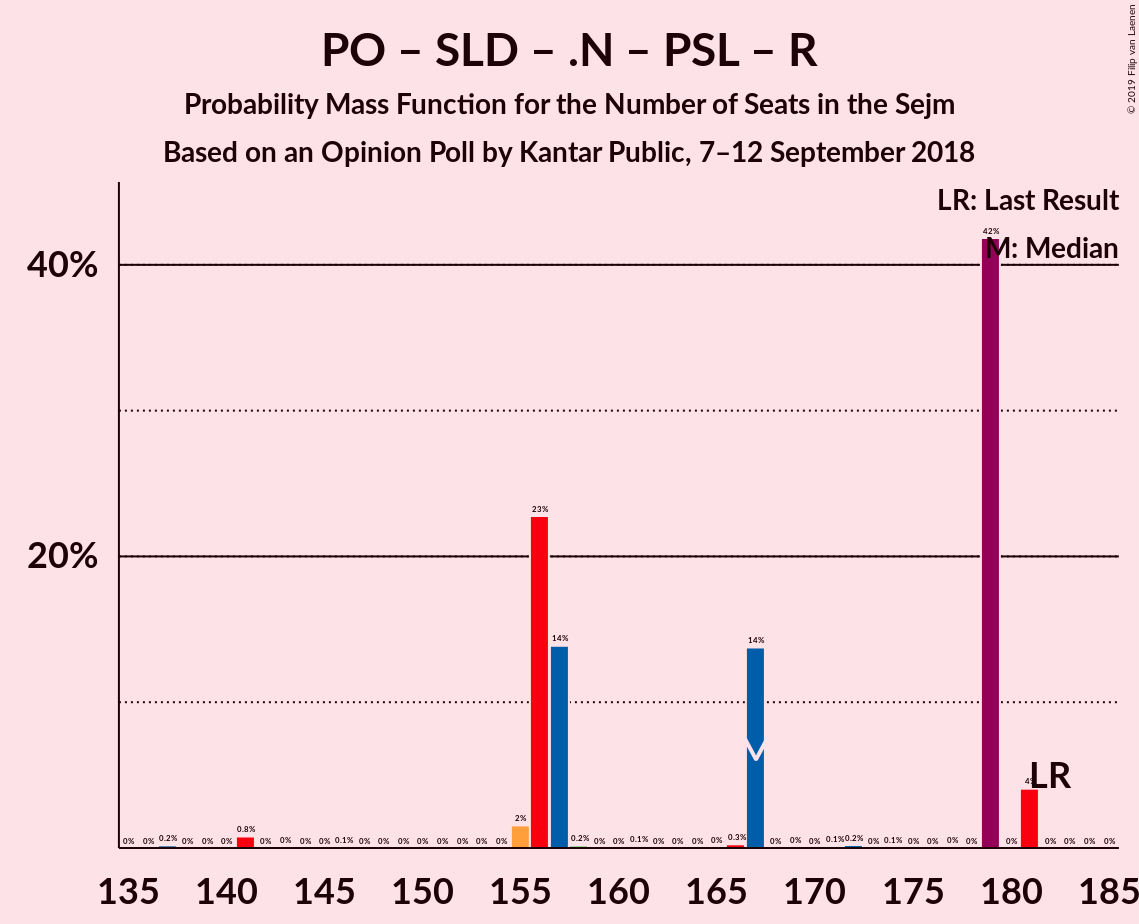 PO – SLD – .N – PSL – R
Probability Mass Function for the Number of Seats in the Sejm
Based on an Opinion Poll by Kantar Public, 7–12 September 2018
© 2019 Filip van Laenen
LR: Last Result
M: Median
40%
20%
42%
23%
14%
14%
LR
4%
2%
0% 0% 0.2% 0% 0% 0% 0.8% 0% 0% 0% 0% 0.1% 0% 0% 0% 0% 0% 0% 0% 0% 0.2% 0% 0% 0.1% 0% 0% 0% 0% 0.3% 0% 0% 0% 0.1% 0.2% 0% 0.1% 0% 0% 0% 0% 0% 0% 0% 0% 0%
135 140 145 150 155 160 165 170 175 180 185